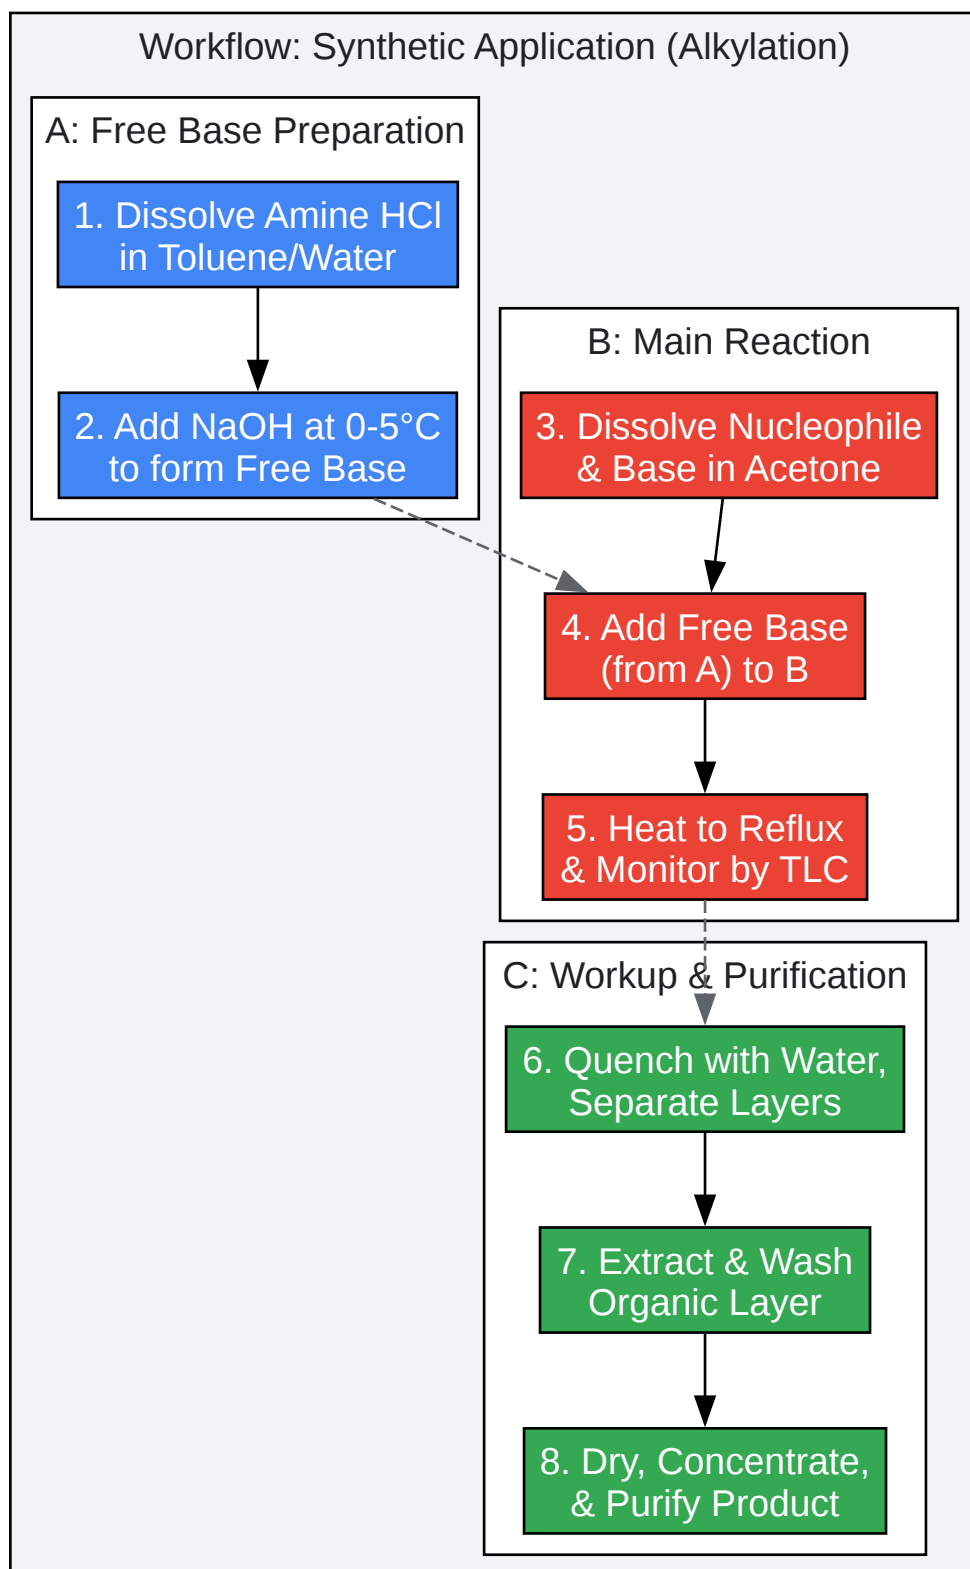 Workflow: Synthetic Application (Alkylation)
A: Free Base Preparation
1. Dissolve Amine HCl
in Toluene/Water
2. Add NaOH at 0-5°C
to form Free Base
B: Main Reaction
3. Dissolve Nucleophile
& Base in Acetone
4. Add Free Base
(from A) to B
5. Heat to Reflux
& Monitor by TLC
C: Workup & Purification
6. Quench with Water,
Separate Layers
7. Extract & Wash
Organic Layer
8. Dry, Concentrate,
& Purify Product